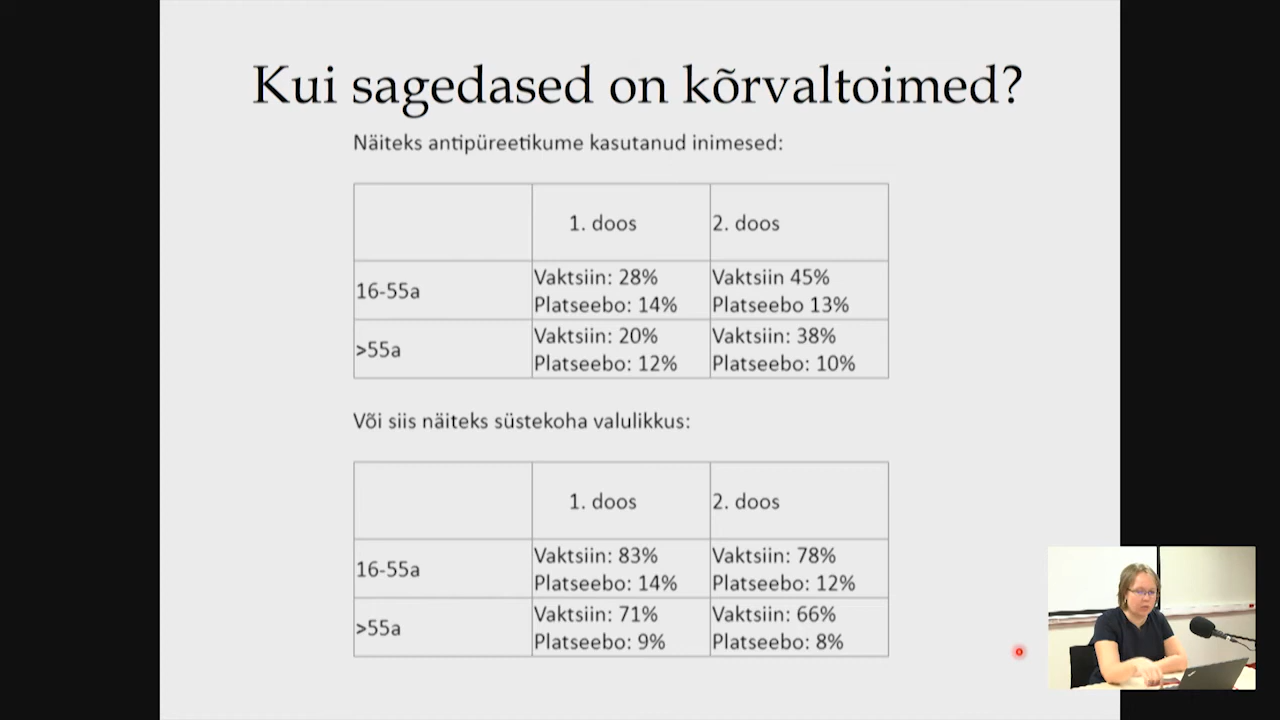 Kui sagedased on kõrvaltoimed?
Näiteks antipüreetikume kasutanud inimesed:
1. doos 2. doos
16-55a
Vaktsiin: 28%
Platseebo: 14%
Vaktsiin 45%
Platseebo 13%
>55a
Vaktsiin: 20%
Platseebo: 12%
Vaktsiin: 38%
Platseebo: 10%
Või siis näiteks süstekoha valulikkus:
1. doos 2. doos
16-55a
Vaktsiin: 83%
Platseebo: 14%
Vaktsiin: 78%
Platseebo: 12%
>55a
Vaktsiin: 71%
Platseebo: 9%
Vaktsiin: 66%
Platseebo: 8%